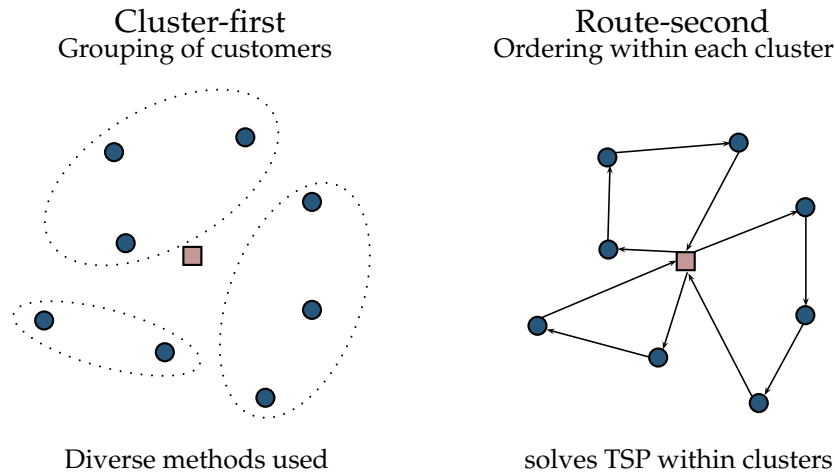 Cluster-first
Grouping of customers
Diverse methods used
Route-second
Ordering within each cluster
solves TSP within clusters